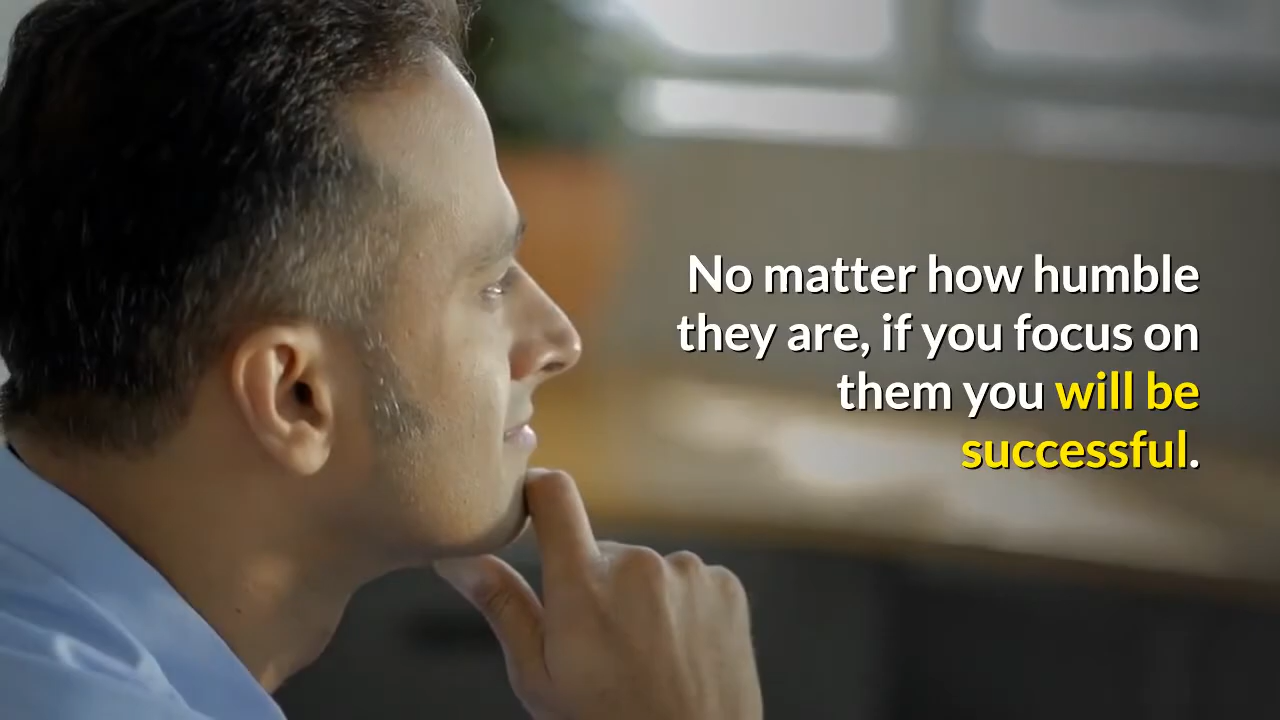 No matter how humble
they are, if you focus on
them you will be
successful.